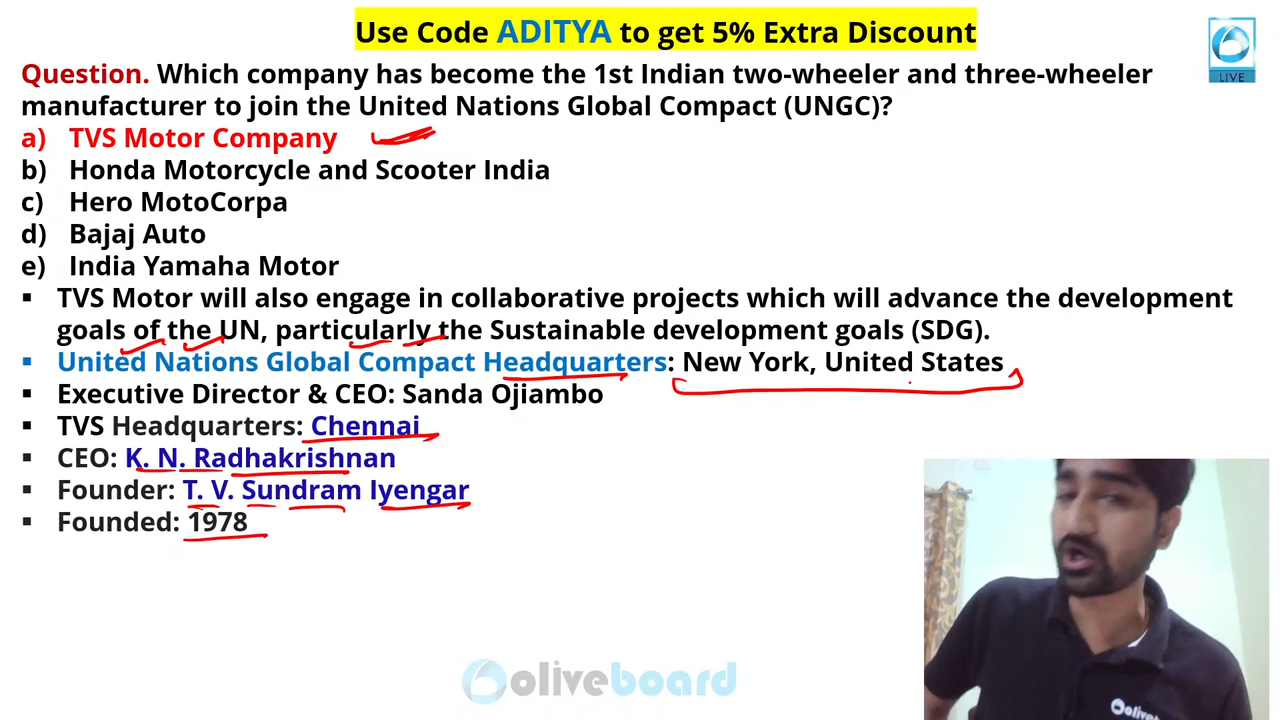 Use Code ADITYA to get 5% Extra Discount
LIVE
Question. Which company has become the 1st Indian two-wheeler and three-wheeler
manufacturer to join the United Nations Global Compact (UNGC)?
a) TVS Motor Company
b) Honda Motorcycle and Scooter India
c) Hero MotoCorpa
d) Bajaj Auto
e) India Yamaha Motor
▪ TVS Motor will also engage in collaborative projects which will advance the development
goals of the UN, particularly the Sustainable development goals (SDG).
▪ United Nations Global Compact Headquarters: New York, United States
▪ Executive Director & CEO: Sanda Ojiambo
▪ TVS Headquarters: Chennai
▪ CEO: K. N. Radhakrishnan
▪ Founder: T. V. Sundram Iyengar
▪ Founded: 1978
oliveboard